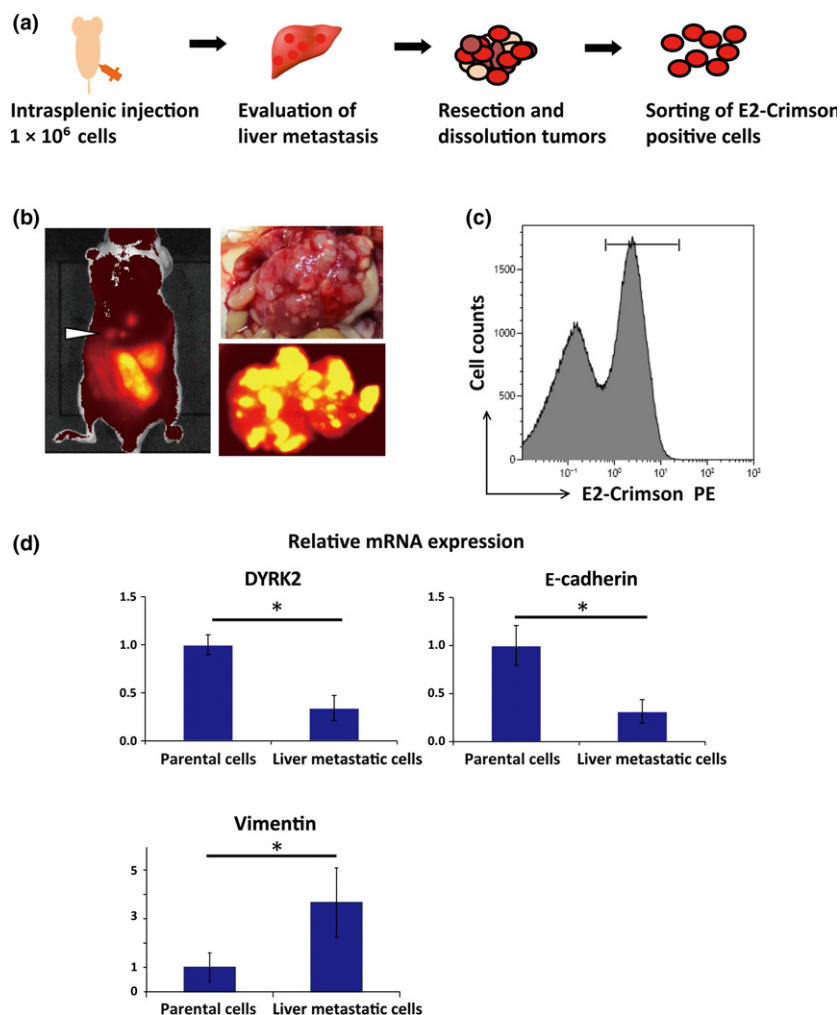 (a)
Intrasplenic injection
1 × 10⁶ cells
Evaluation of
liver metastasis
Resection and
dissolution tumors
Sorting of E2-Crimson
positive cells
(b)
(c)
Cell counts
1500
1000
500
0
10⁻¹ 10⁰ 10¹ 10² 10³
E2-Crimson PE
(d)
Relative mRNA expression
DYRK2
*
1.5
1.0
0.5
0.0
Parental cells Liver metastatic cells
E-cadherin
*
1.5
1.0
0.5
0.0
Parental cells Liver metastatic cells
Vimentin
*
5
3
1
0
Parental cells Liver metastatic cells